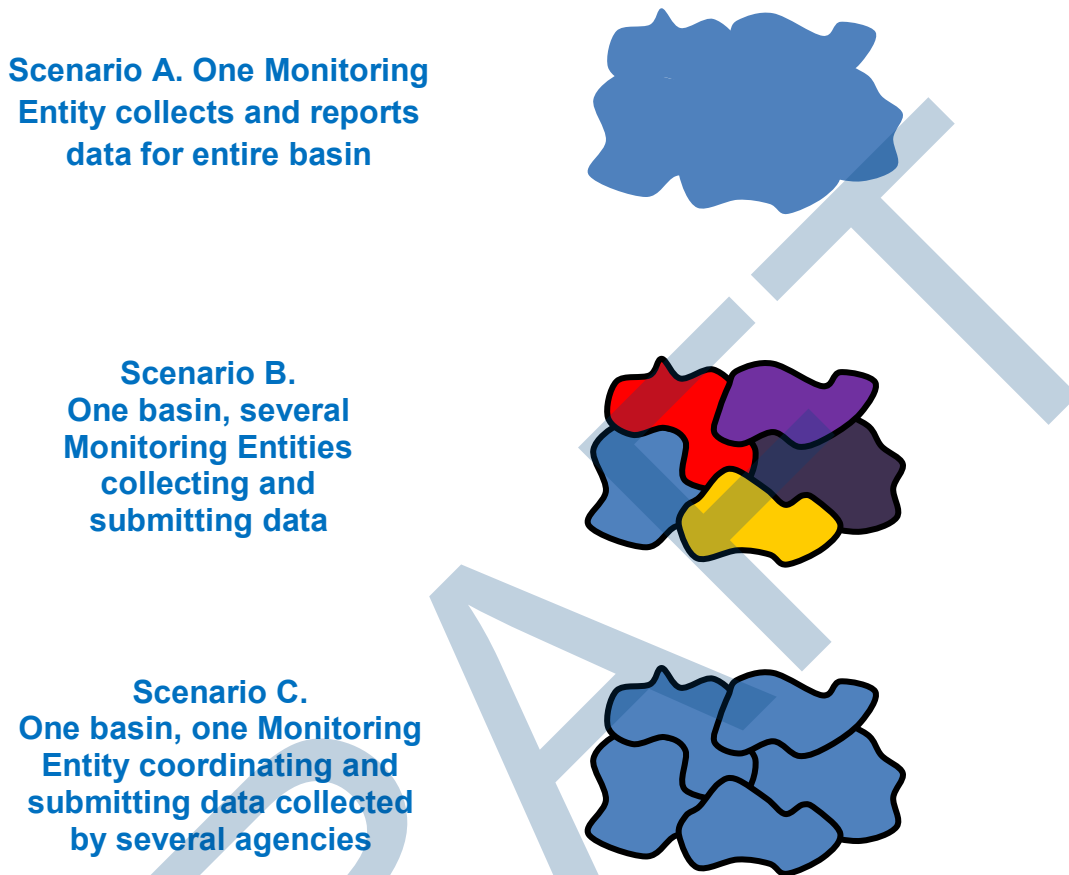 Scenario A. One Monitoring
Entity collects and reports
data for entire basin
Scenario B.
One basin, several
Monitoring Entities
collecting and
submitting data
Scenario C.
One basin, one Monitoring
Entity coordinating and
submitting data collected
by several agencies
DRAFT